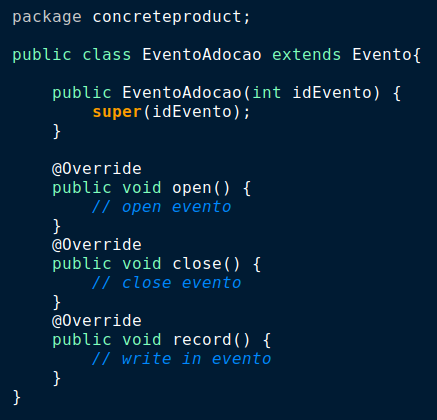 package concreteproduct;

public class EventoAdocao extends Evento{

    public EventoAdocao(int idEvento) {
        super(idEvento);
    }

    @Override
    public void open() {
        // open evento
    }
    @Override
    public void close() {
        // close evento
    }
    @Override
    public void record() {
        // write in evento
    }
}